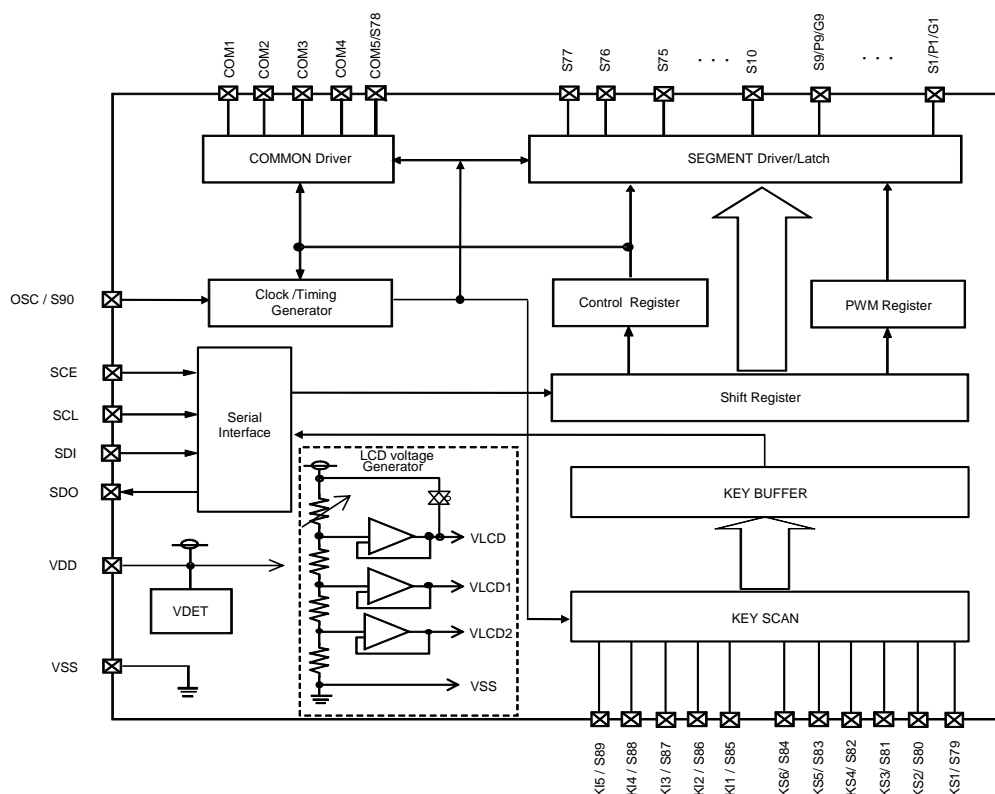 COM1
COM2
COM3
COM4
COM5/S78
S77
S76
S75
. . .
S10
S9/P9/G9
. . .
S1/P1/G1
COMMON Driver
SEGMENT Driver/Latch
OSC / S90
Clock /Timing
Generator
Control Register
PWM Register
SCE
SCL
SDI
SDO
Serial
Interface
Shift Register
LCD voltage
Generator
KEY BUFFER
VLCD
VLCD1
VLCD2
VSS
VDD
VDET
VSS
KEY SCAN
KI5 / S89
KI4 / S88
KI3 / S87
KI2 / S86
KI1 / S85
KS6/ S84
KS5/ S83
KS4/ S82
KS3/ S81
KS2/ S80
KS1/ S79